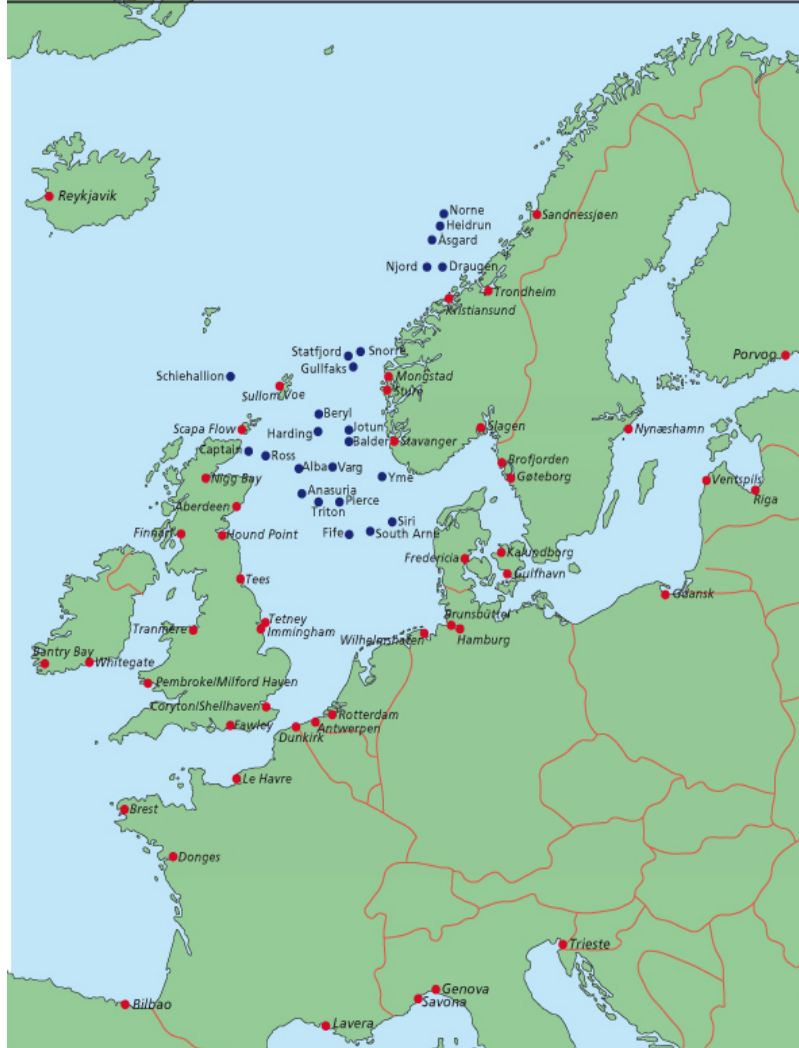 Reykjavik
Norne
Heidrun
Sandnessjøen
Åsgard
Njord
Draugen
Trondheim
Kristiansund
Statfjord
Snorre
Porvoo
Gullfaks
Schiehallion
Mongstad
Sullom Voe
Sture
Beryl
Scapa Flow
Harding
Jotun
Slagen
Nynæshamn
Balder
Stavanger
Captain
Ross
Brofjorden
Alba
Varg
Nigg Bay
Yme
Gøteborg
Ventspils
Anasuria
Riga
Pierce
Aberdeen
Triton
Siri
Finnart
Hound Point
Fife
South Arne
Kalundborg
Fredericia
Gulfhavn
Tees
Gdansk
Brunsbüttel
Tetney
Tranmere
Immingham
Wilhelmshafen
Hamburg
Bantry Bay
Whitegate
Pembroke/Milford Haven
Coryton/Shellhaven
Rotterdam
Fawley
Antwerpen
Dunkirk
Le Havre
Brest
Donges
Trieste
Genova
Savona
Bilbao
Lavera